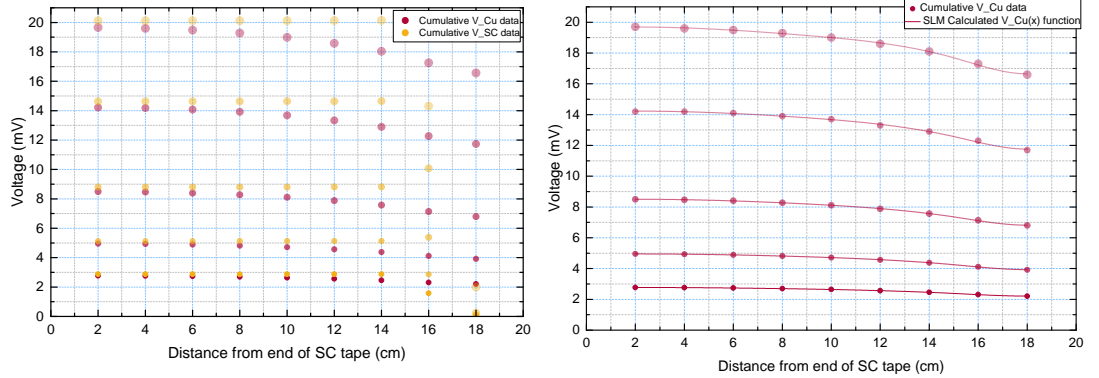 Cumulative V_Cu data
Cumulative V_SC data
20
18
16
14
12
10
8
6
4
2
0
Voltage (mV)
0 2 4 6 8 10 12 14 16 18 20
Distance from end of SC tape (cm)
Cumulative V_Cu data
SLM Calculated V_Cu(x) function
20
18
16
14
12
10
8
6
4
2
0
Voltage (mV)
0 2 4 6 8 10 12 14 16 18 20
Distance from end of SC tape (cm)